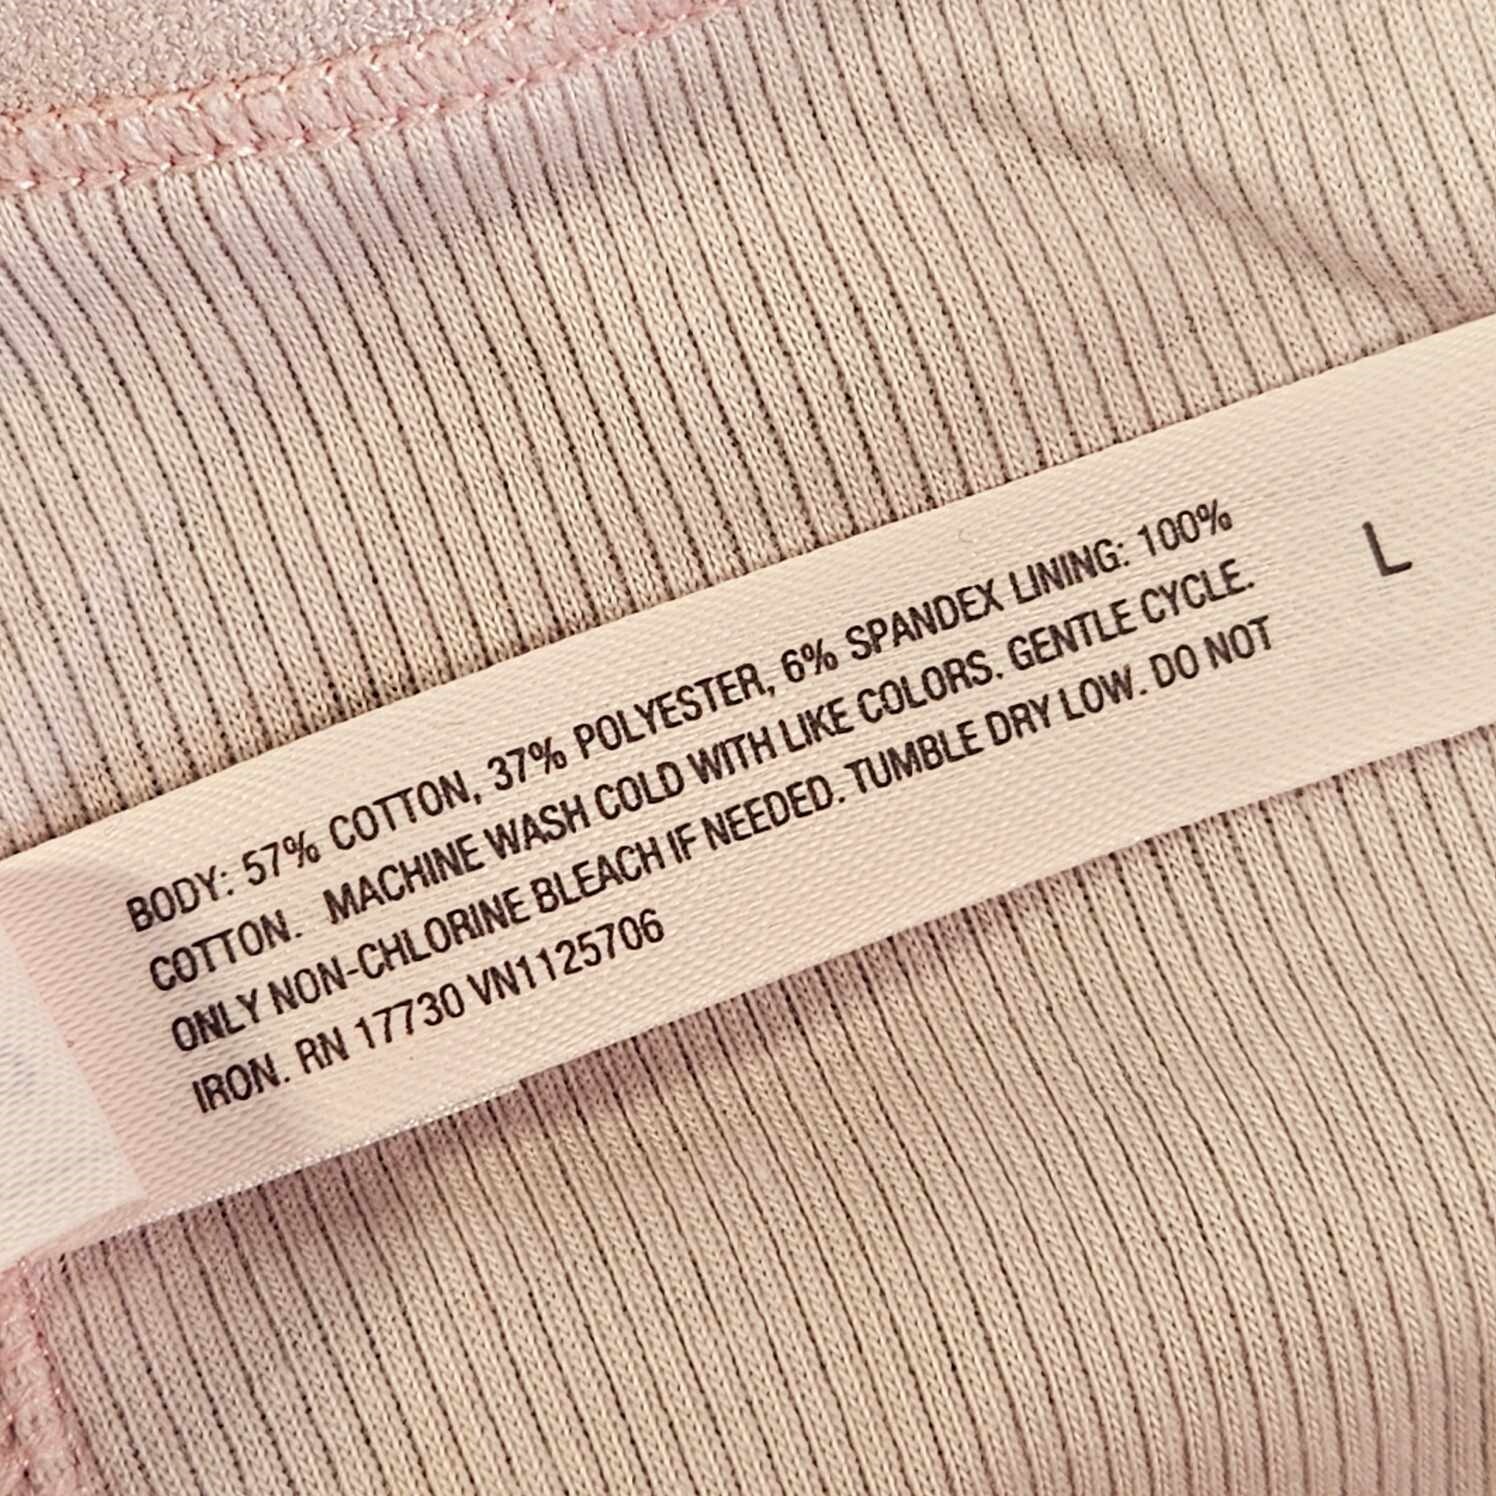 BODY: 57% COTTON, 37% POLYESTER, 6% SPANDEX LINING: 100%
COTTON. MACHINE WASH COLD WITH LIKE COLORS. GENTLE CYCLE.
ONLY NON-CHLORINE BLEACH IF NEEDED. TUMBLE DRY LOW. DO NOT
IRON. RN 17730 VN1125706
L